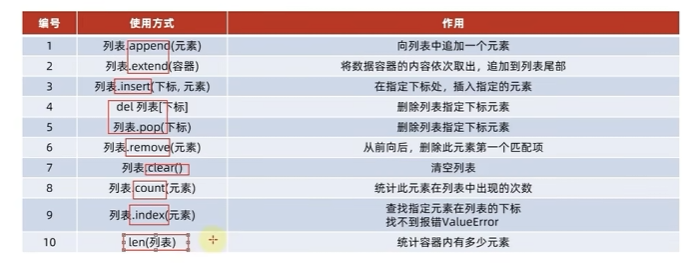 编号 使用方式 作用
1 列表.append(元素) 向列表中追加一个元素
2 列表.extend(容器) 将数据容器的内容依次取出，追加到列表尾部
3 列表.insert(下标, 元素) 在指定下标处，插入指定的元素
4 del 列表[下标] 删除列表指定下标元素
5 列表.pop(下标) 删除列表指定下标元素
6 列表.remove(元素) 从前向后，删除此元素第一个匹配项
7 列表.clear() 清空列表
8 列表.count(元素) 统计此元素在列表中出现的次数
9 列表.index(元素) 查找指定元素在列表的下标
找不到报错ValueError
10 len(列表) 统计容器内有多少元素